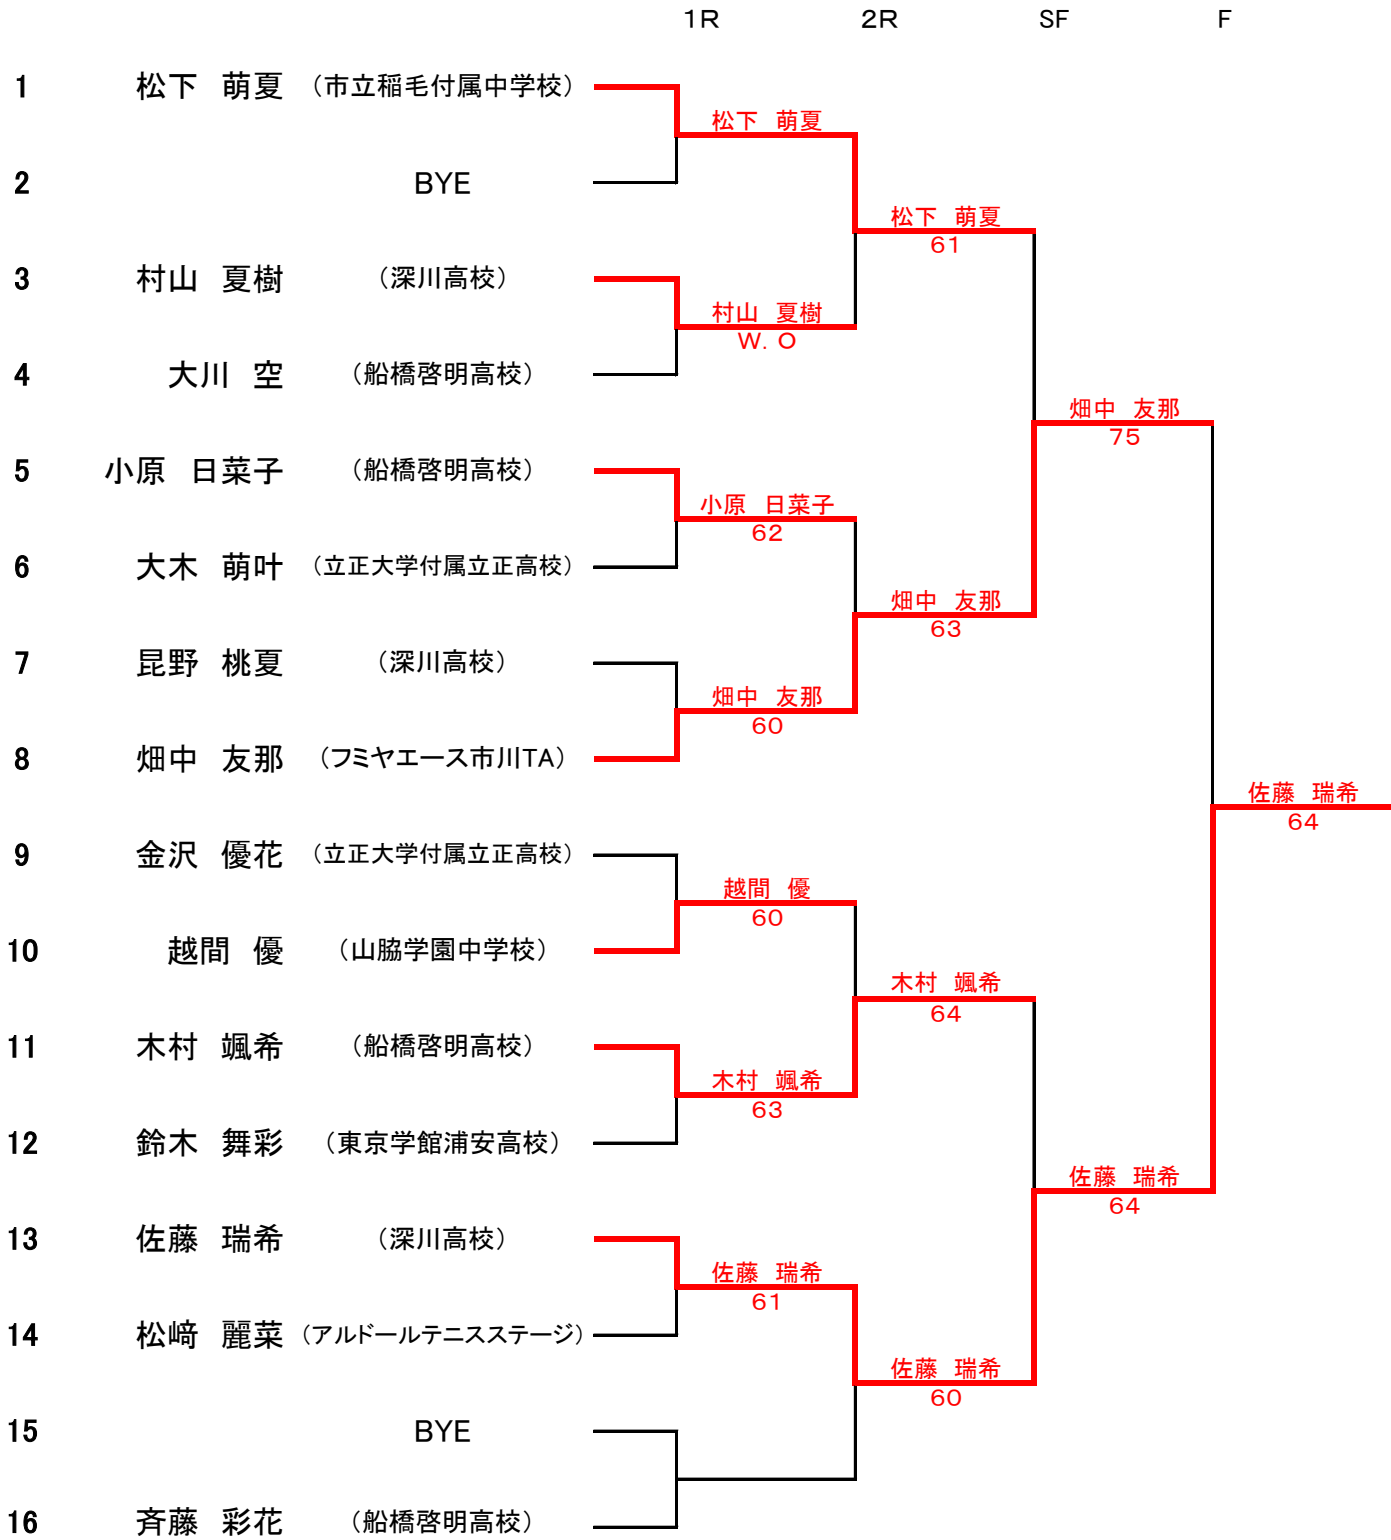 1R 2R SF F
1 松下 萌夏 （市立稲毛付属中学校）
松下 萌夏
2 BYE
松下 萌夏
61
3 村山 夏樹 （深川高校）
村山 夏樹
W．O
4 大川 空 （船橋啓明高校）
畑中 友那
75
5 小原 日菜子 （船橋啓明高校）
小原 日菜子
62
6 大木 萌叶 （立正大学付属立正高校）
畑中 友那
63
7 昆野 桃夏 （深川高校）
畑中 友那
60
8 畑中 友那 （フミヤエース市川TA）
佐藤 瑞希
64
9 金沢 優花 （立正大学付属立正高校）
越間 優
60
10 越間 優 （山脇学園中学校）
木村 颯希
64
11 木村 颯希 （船橋啓明高校）
木村 颯希
63
12 鈴木 舞彩 （東京学館浦安高校）
佐藤 瑞希
64
13 佐藤 瑞希 （深川高校）
佐藤 瑞希
61
14 松﨑 麗菜 （アルドールテニスステージ）
佐藤 瑞希
60
15 BYE
16 斉藤 彩花 （船橋啓明高校）